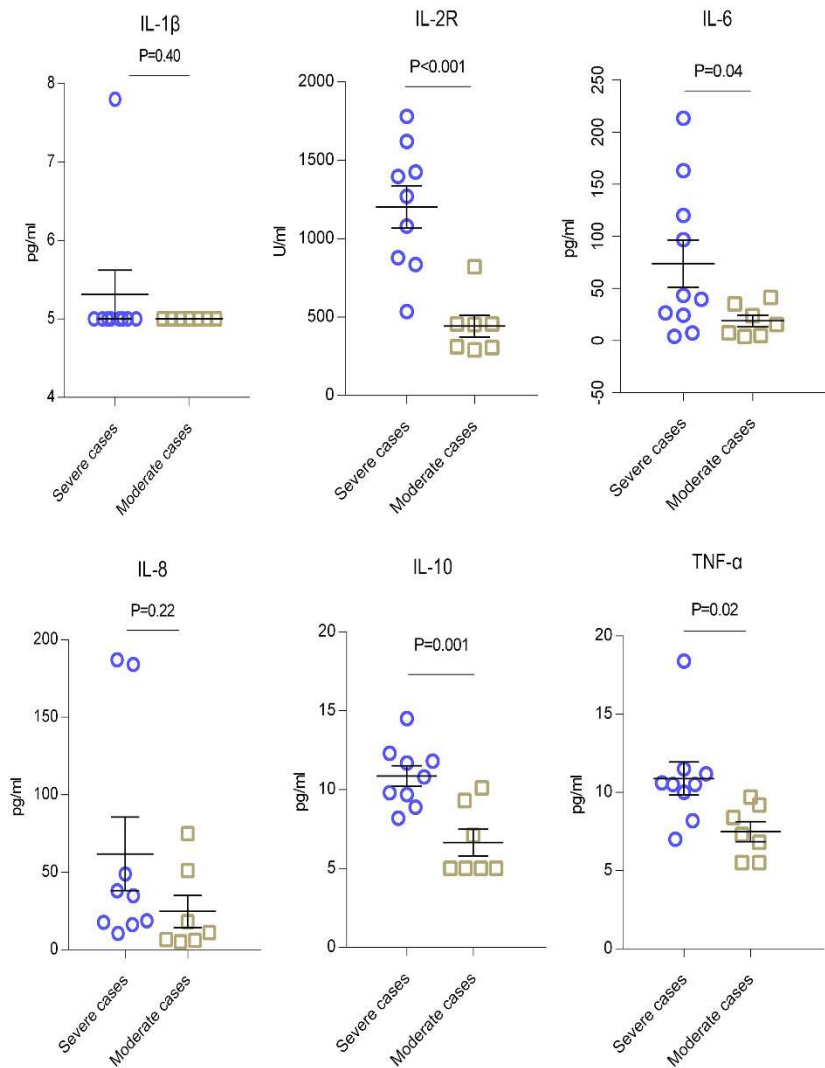 IL-1β
P=0.40
8
7
6
5
4
pg/ml
Severe cases
Moderate cases
IL-2R
P<0.001
2000
1500
1000
500
0
U/ml
Severe cases
Moderate cases
IL-6
P=0.04
250
200
150
100
50
0
-50
pg/ml
Severe cases
Moderate cases
IL-8
P=0.22
200
150
100
50
0
pg/ml
Severe cases
Moderate cases
IL-10
P=0.001
20
15
10
5
0
pg/ml
Severe cases
Moderate cases
TNF-α
P=0.02
20
15
10
5
0
pg/ml
Severe cases
Moderate cases